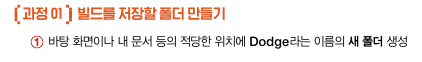 과정 01 빌드를 저장할 폴더 만들기
① 바탕 화면이나 내 문서 등의 적당한 위치에 Dodge라는 이름의 새 폴더 생성